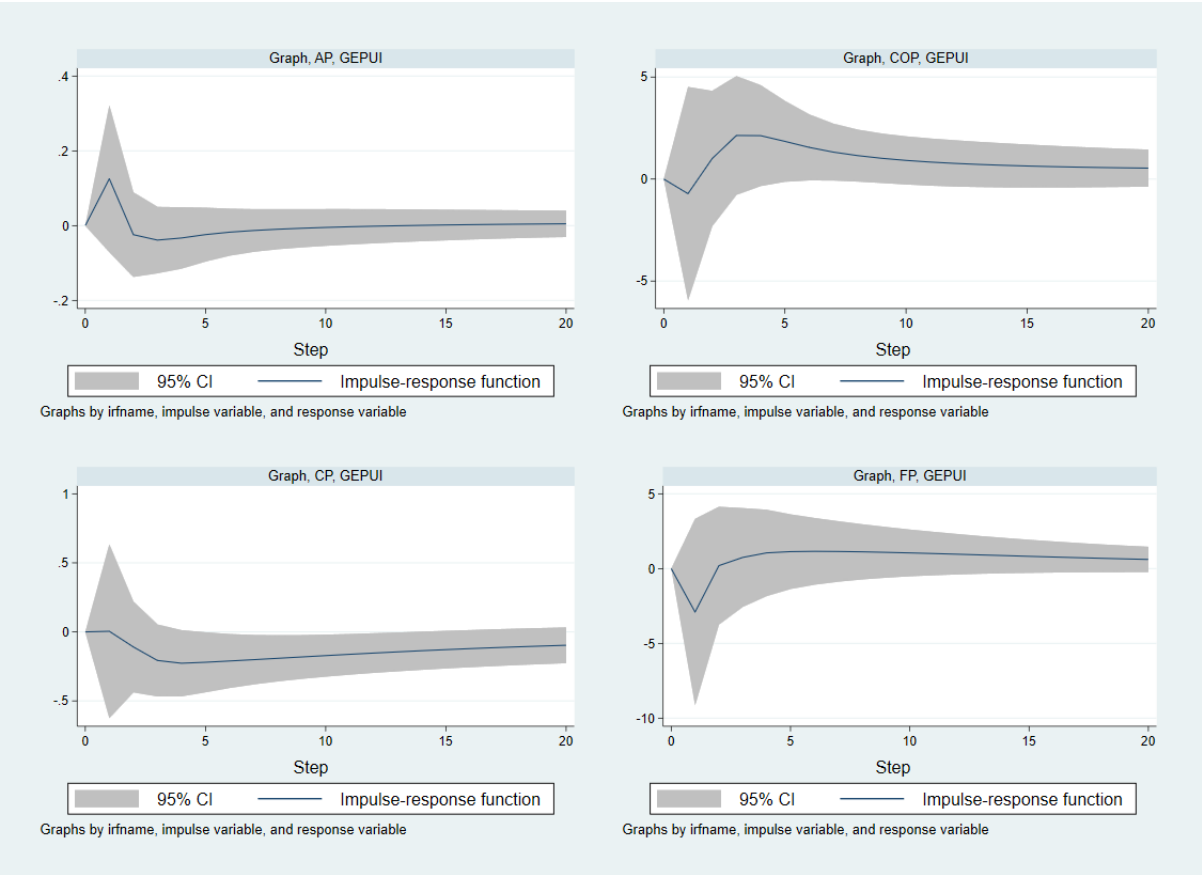 Graph, AP, GEPUI
.4
.2
0
-.2
0 5 10 15 20
Step
95% CI Impulse-response function
Graphs by irfname, impulse variable, and response variable
Graph, COP, GEPUI
5
0
-5
0 5 10 15 20
Step
95% CI Impulse-response function
Graphs by irfname, impulse variable, and response variable
Graph, CP, GEPUI
1
.5
0
-.5
0 5 10 15 20
Step
95% CI Impulse-response function
Graphs by irfname, impulse variable, and response variable
Graph, FP, GEPUI
5
0
-5
-10
0 5 10 15 20
Step
95% CI Impulse-response function
Graphs by irfname, impulse variable, and response variable